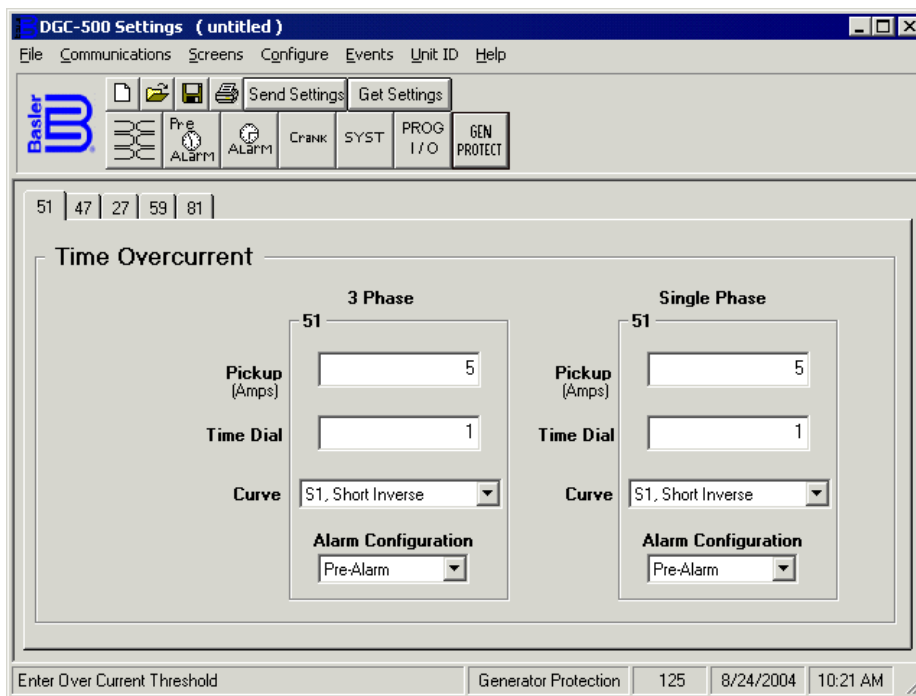 DGC-500 Settings ( untitled )
File Communications Screens Configure Events Unit ID Help
Basler
Send Settings Get Settings
Pre ALarm
ALarm
Crank
SYST
PROG I/O
GEN PROTECT
51 47 27 59 81
Time Overcurrent
3 Phase Single Phase
51 51
Pickup 5 Pickup 5
(Amps) (Amps)
Time Dial 1 Time Dial 1
Curve S1, Short Inverse Curve S1, Short Inverse
Alarm Configuration Alarm Configuration
Pre-Alarm Pre-Alarm
Enter Over Current Threshold Generator Protection 125 8/24/2004 10:21 AM